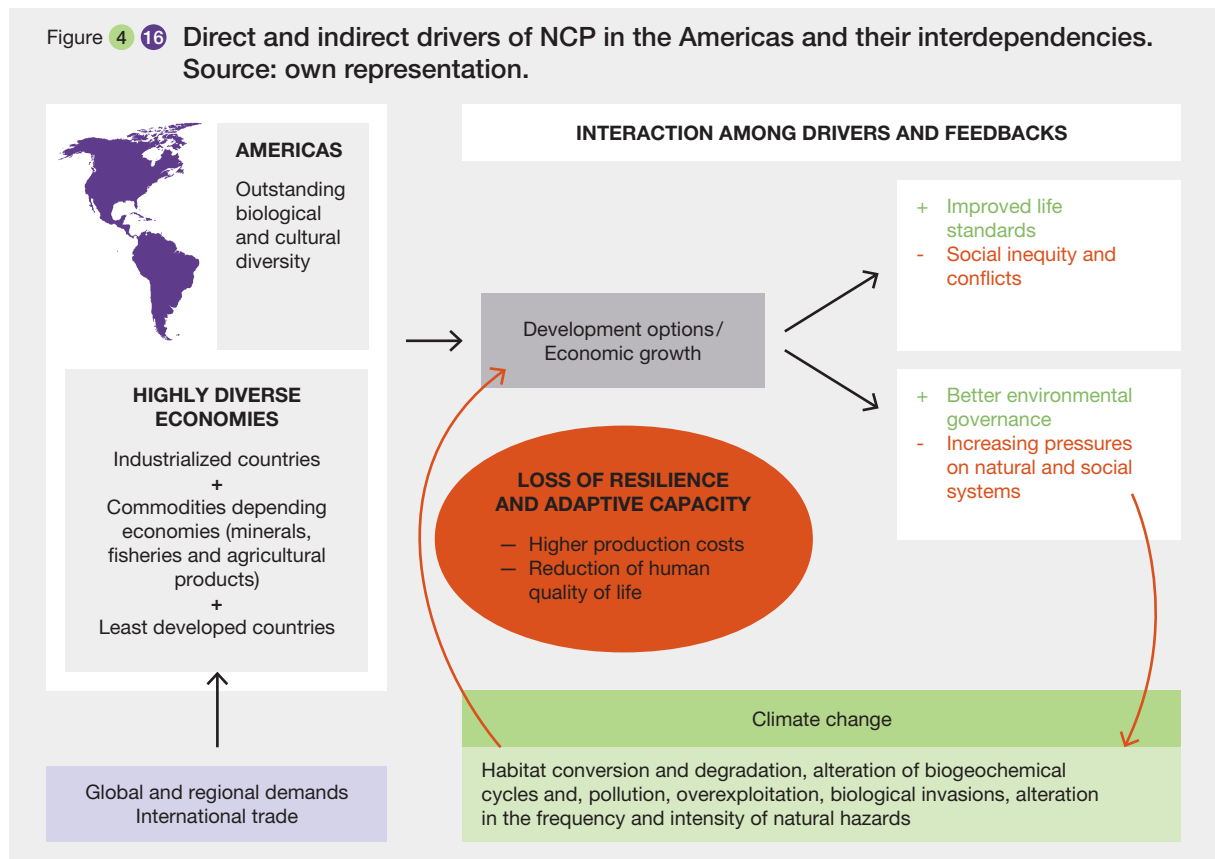 Figure 4 16 Direct and indirect drivers of NCP in the Americas and their interdependencies.
Source: own representation.
AMERICAS
Outstanding
biological
and cultural
diversity
HIGHLY DIVERSE
ECONOMIES
Industrialized countries
+
Commodities depending
economies (minerals,
fisheries and agricultural
products)
+
Least developed countries
Global and regional demands
International trade
INTERACTION AMONG DRIVERS AND FEEDBACKS
Development options/
Economic growth
+ Improved life
standards
- Social inequity and
conflicts
+ Better environmental
governance
- Increasing pressures
on natural and social
systems
LOSS OF RESILIENCE
AND ADAPTIVE CAPACITY
— Higher production costs
— Reduction of human
quality of life
Climate change
Habitat conversion and degradation, alteration of biogeochemical
cycles and, pollution, overexploitation, biological invasions, alteration
in the frequency and intensity of natural hazards